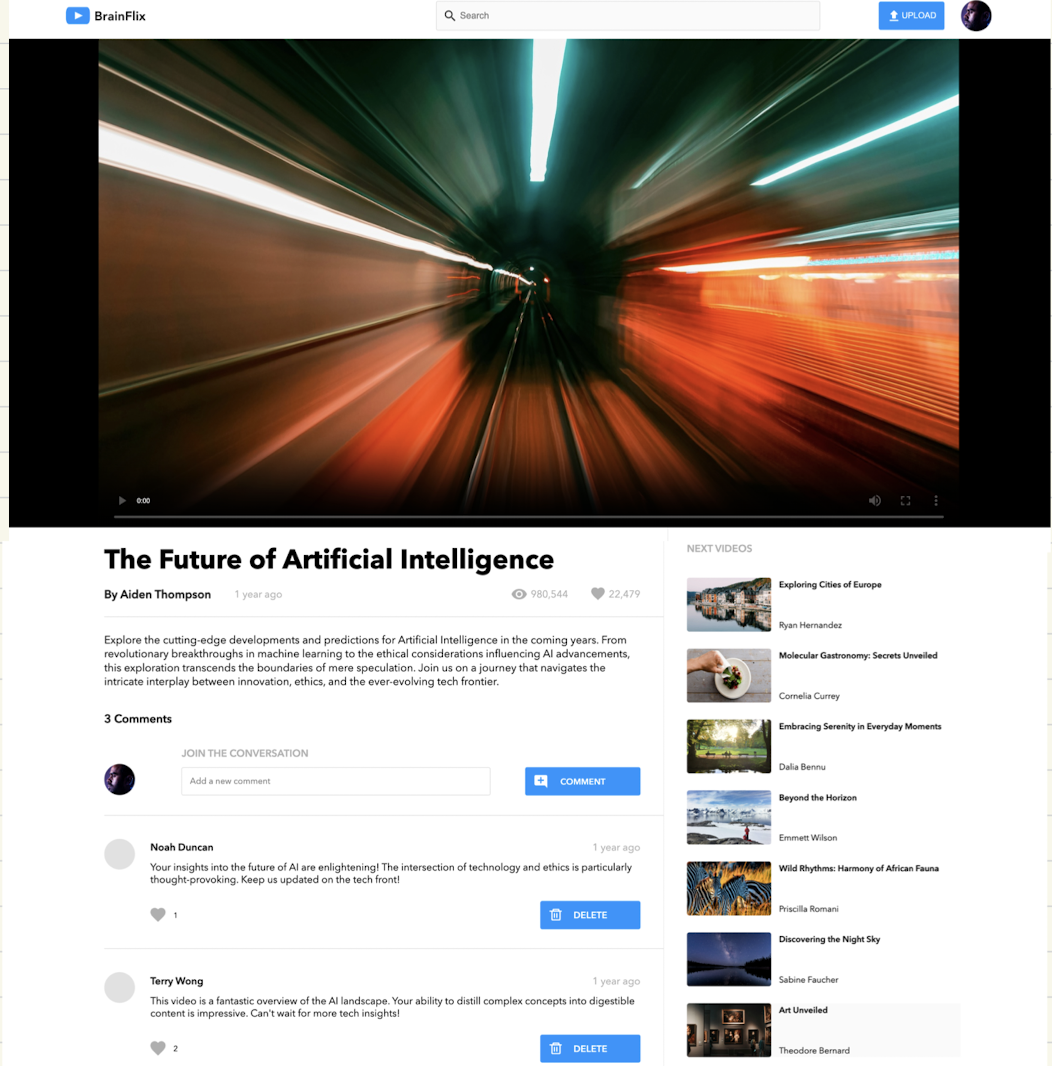 BrainFlix
Search
UPLOAD
0:00
The Future of Artificial Intelligence
By Aiden Thompson
1 year ago
980,544
22,479
Explore the cutting-edge developments and predictions for Artificial Intelligence in the coming years. From
revolutionary breakthroughs in machine learning to the ethical considerations influencing AI advancements,
this exploration transcends the boundaries of mere speculation. Join us on a journey that navigates the
intricate interplay between innovation, ethics, and the ever-evolving tech frontier.
3 Comments
JOIN THE CONVERSATION
Add a new comment
COMMENT
Noah Duncan
1 year ago
Your insights into the future of AI are enlightening! The intersection of technology and ethics is particularly
thought-provoking. Keep us updated on the tech front!
1
DELETE
Terry Wong
1 year ago
This video is a fantastic overview of the AI landscape. Your ability to distill complex concepts into digestible
content is impressive. Can't wait for more tech insights!
2
DELETE
NEXT VIDEOS
Exploring Cities of Europe
Ryan Hernandez
Molecular Gastronomy: Secrets Unveiled
Cornelia Currey
Embracing Serenity in Everyday Moments
Dalia Bennu
Beyond the Horizon
Emmett Wilson
Wild Rhythms: Harmony of African Fauna
Priscilla Romani
Discovering the Night Sky
Sabine Faucher
Art Unveiled
Theodore Bernard